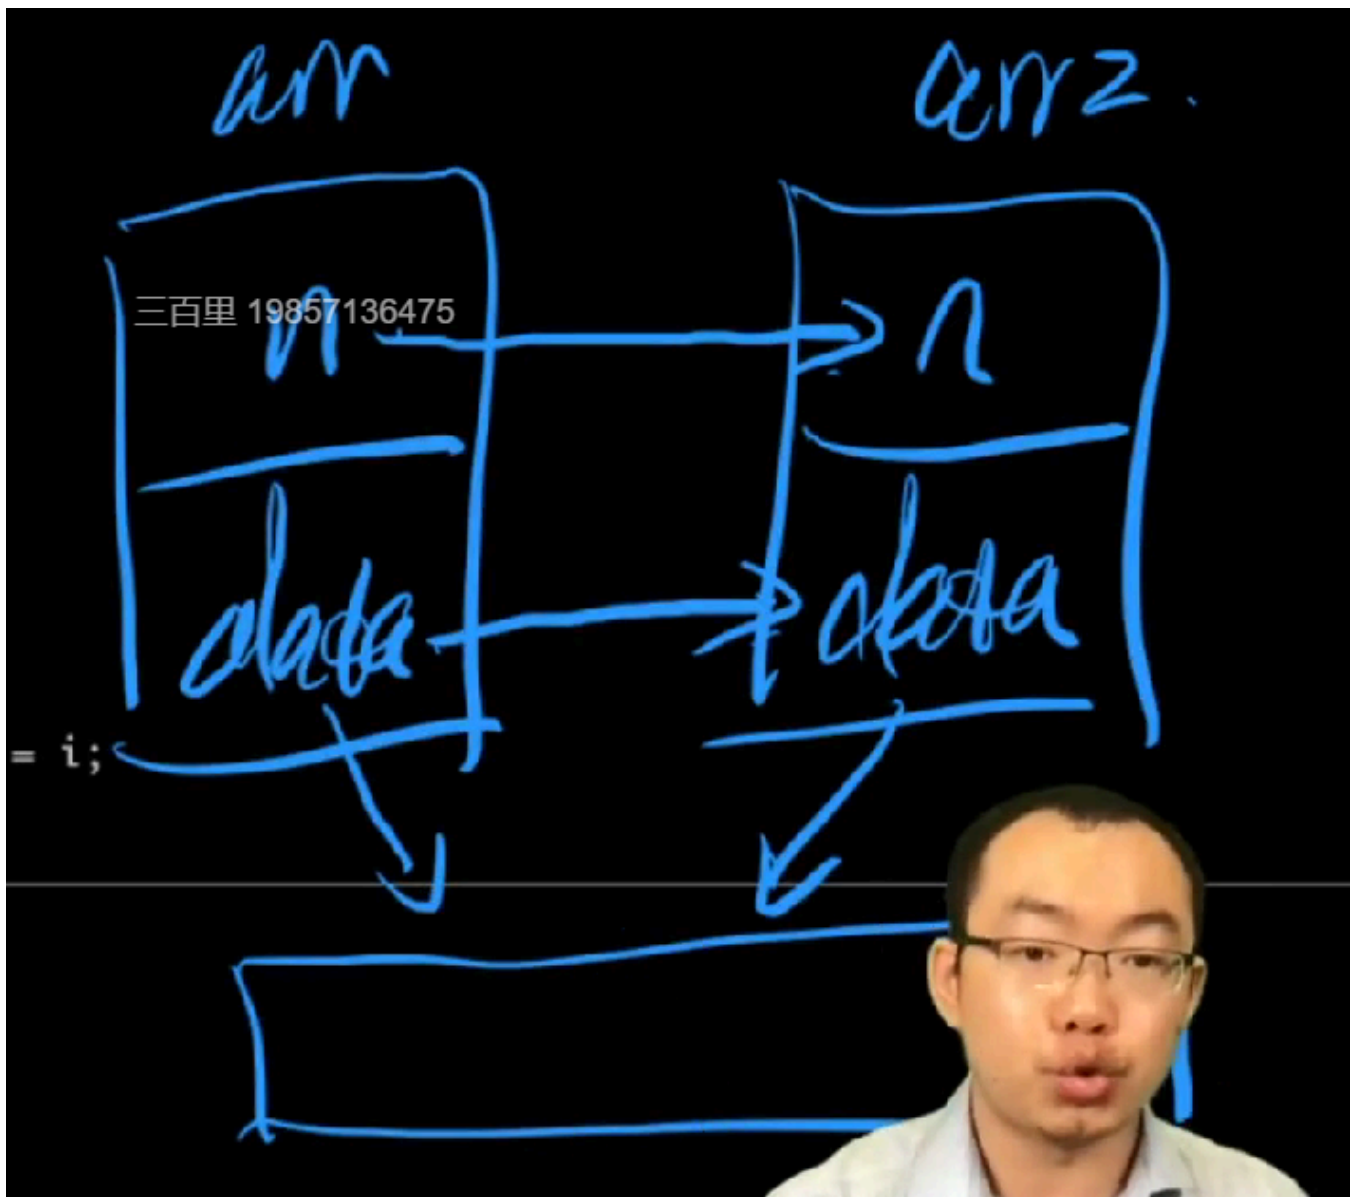 arr
arr2.
三百里 19857136475
n
n
data
data
= i;